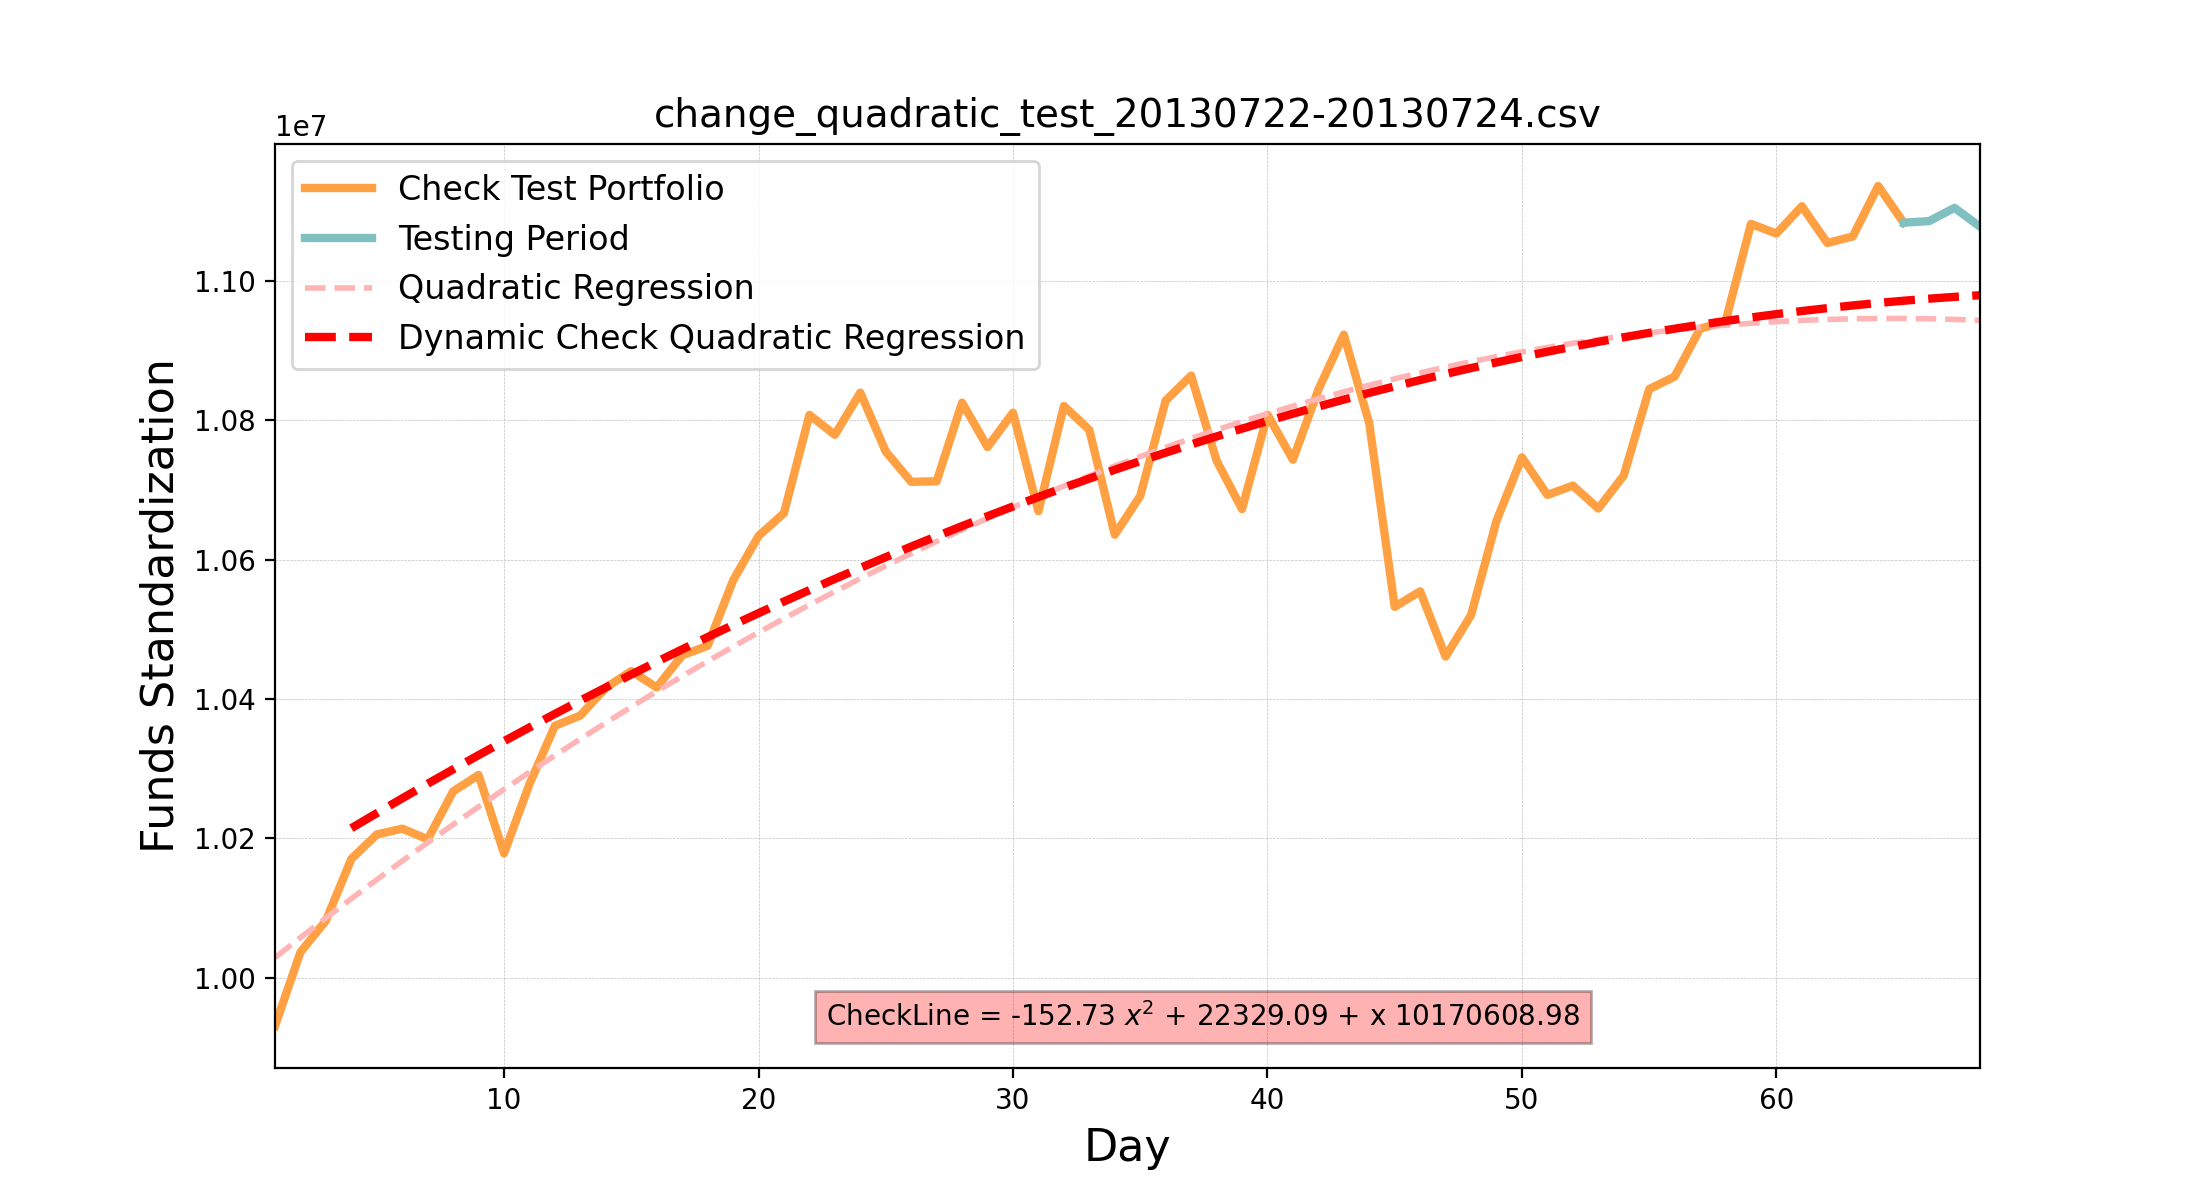 change_quadratic_test_20130722-20130724.csv
1e7
Check Test Portfolio
Testing Period
Quadratic Regression
Dynamic Check Quadratic Regression
1.10
1.08
1.06
1.04
1.02
1.00
Funds Standardization
CheckLine = -152.73 x² + 22329.09 + x 10170608.98
10 20 30 40 50 60
Day